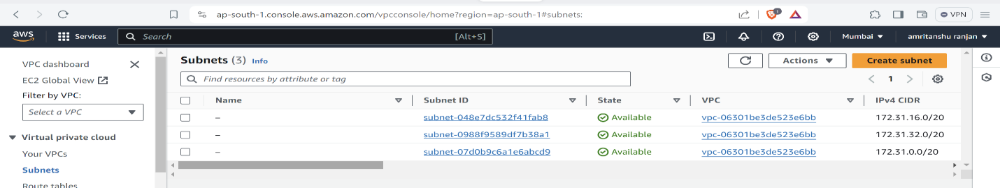 ap-south-1.console.aws.amazon.com/vpcconsole/home?region=ap-south-1#subnets:
1
VPN
aws
Services
Search
[Alt+S]
Mumbai
amritanshu ranjan
VPC dashboard
EC2 Global View
Filter by VPC:
Select a VPC
Virtual private cloud
Your VPCs
Subnets
Route tables
Subnets (3) Info
Actions
Create subnet
Find resources by attribute or tag
1
Name Subnet ID State VPC IPv4 CIDR
– subnet-048e7dc532f41fab8 Available vpc-06301be3de523e6bb 172.31.16.0/20
– subnet-0988f9589df7b38a1 Available vpc-06301be3de523e6bb 172.31.32.0/20
– subnet-07d0b9c6a1e6abcd9 Available vpc-06301be3de523e6bb 172.31.0.0/20